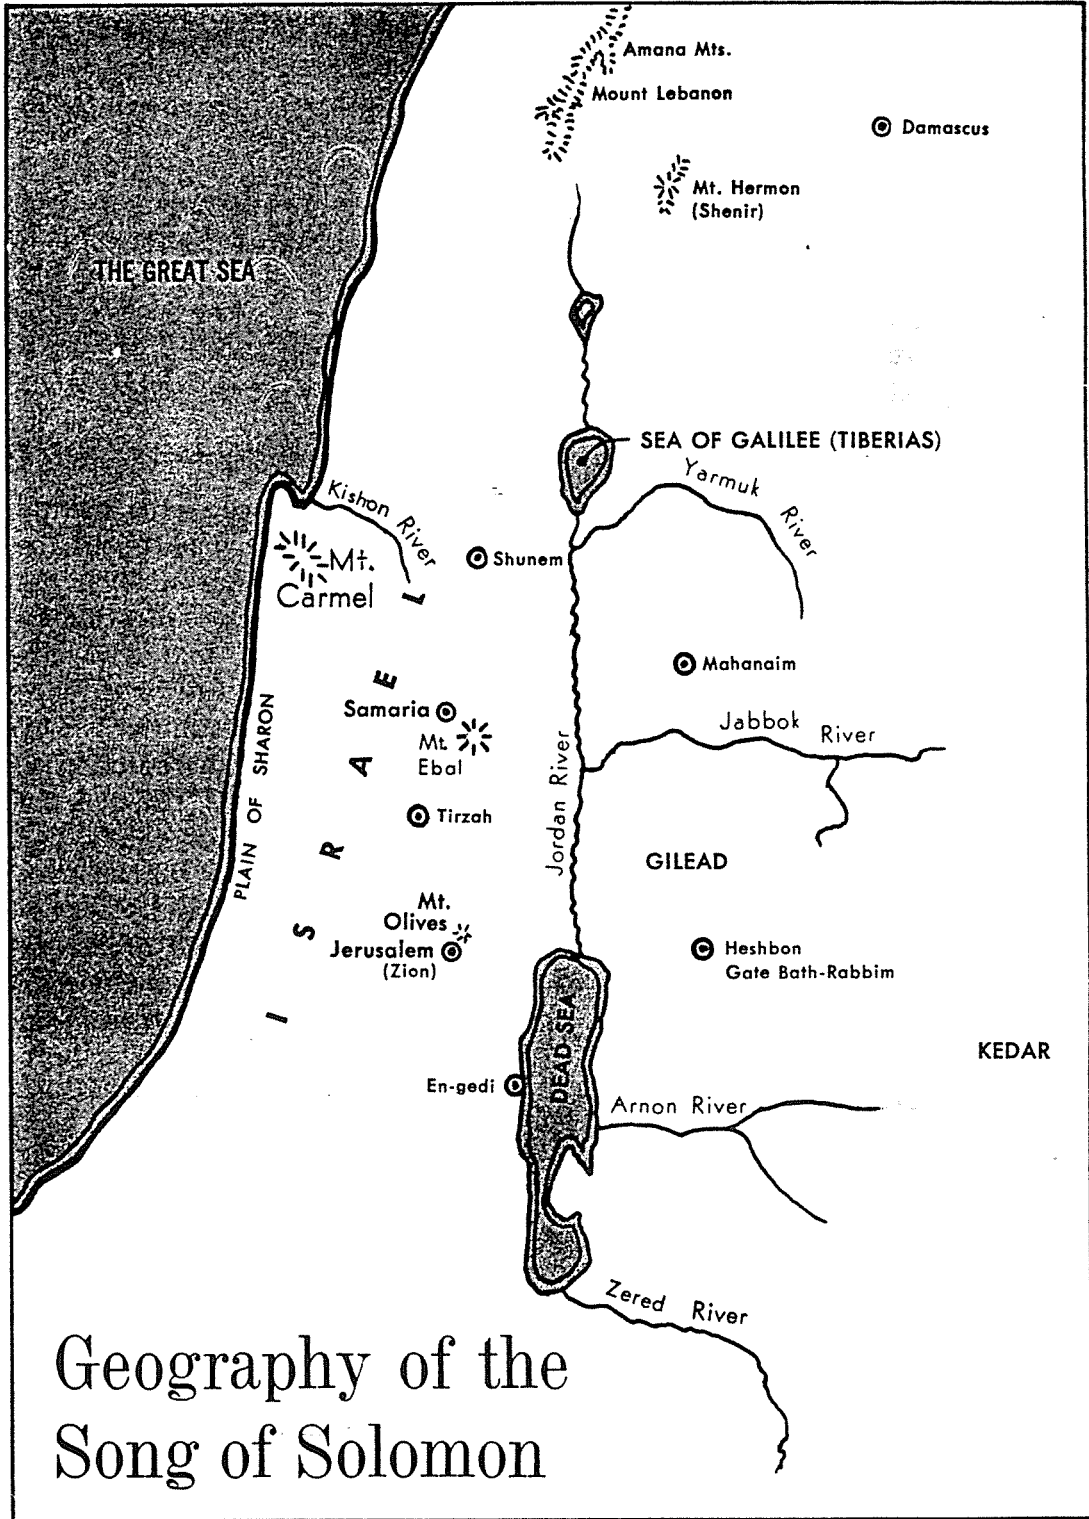 Amana Mts.
Mount Lebanon
Damascus
Mt. Hermon
(Shenir)
THE GREAT SEA
SEA OF GALILEE (TIBERIAS)
Yarmuk River
Kishon River
Shunem
Mt.
Carmel
ISRAEL
Mahanaim
Samaria
Mt.
Ebal
PLAIN OF SHARON
Jabbok River
Jordan River
Tirzah
GILEAD
Mt.
Olives
Jerusalem
(Zion)
Heshbon
Gate Bath-Rabbim
DEAD SEA
KEDAR
En-gedi
Arnon River
Zered River
Geography of the
Song of Solomon